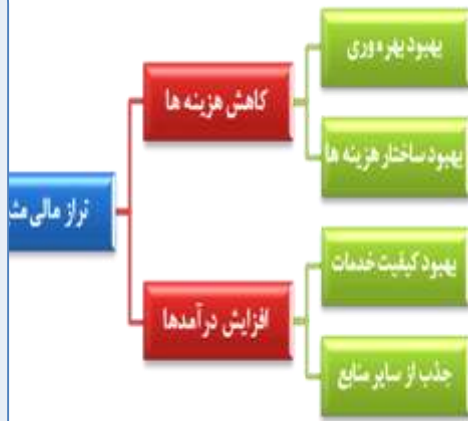 بهبود بهره وری
کاهش هزینه ها
بهبود ساختار هزینه ها
تراز مالی
بهبود کیفیت خدمات
افزایش درآمدها
جذب از سایر منابع